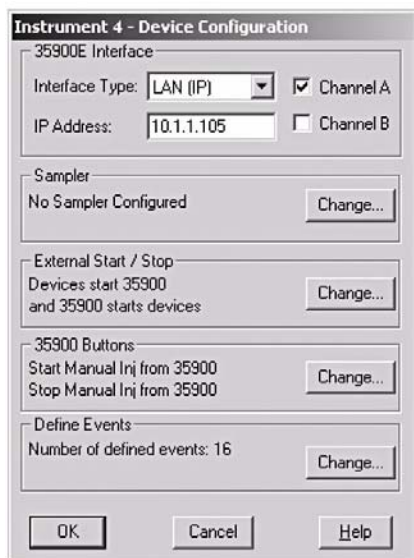 Instrument 4 - Device Configuration
35900E Interface
Interface Type: LAN (IP) Channel A
IP Address: 10.1.1.105 Channel B
Sampler
No Sampler Configured
Change...
External Start / Stop
Devices start 35900
and 35900 starts devices
Change...
35900 Buttons
Start Manual Inj from 35900
Stop Manual Inj from 35900
Change...
Define Events
Number of defined events: 16
Change...
OK Cancel Help